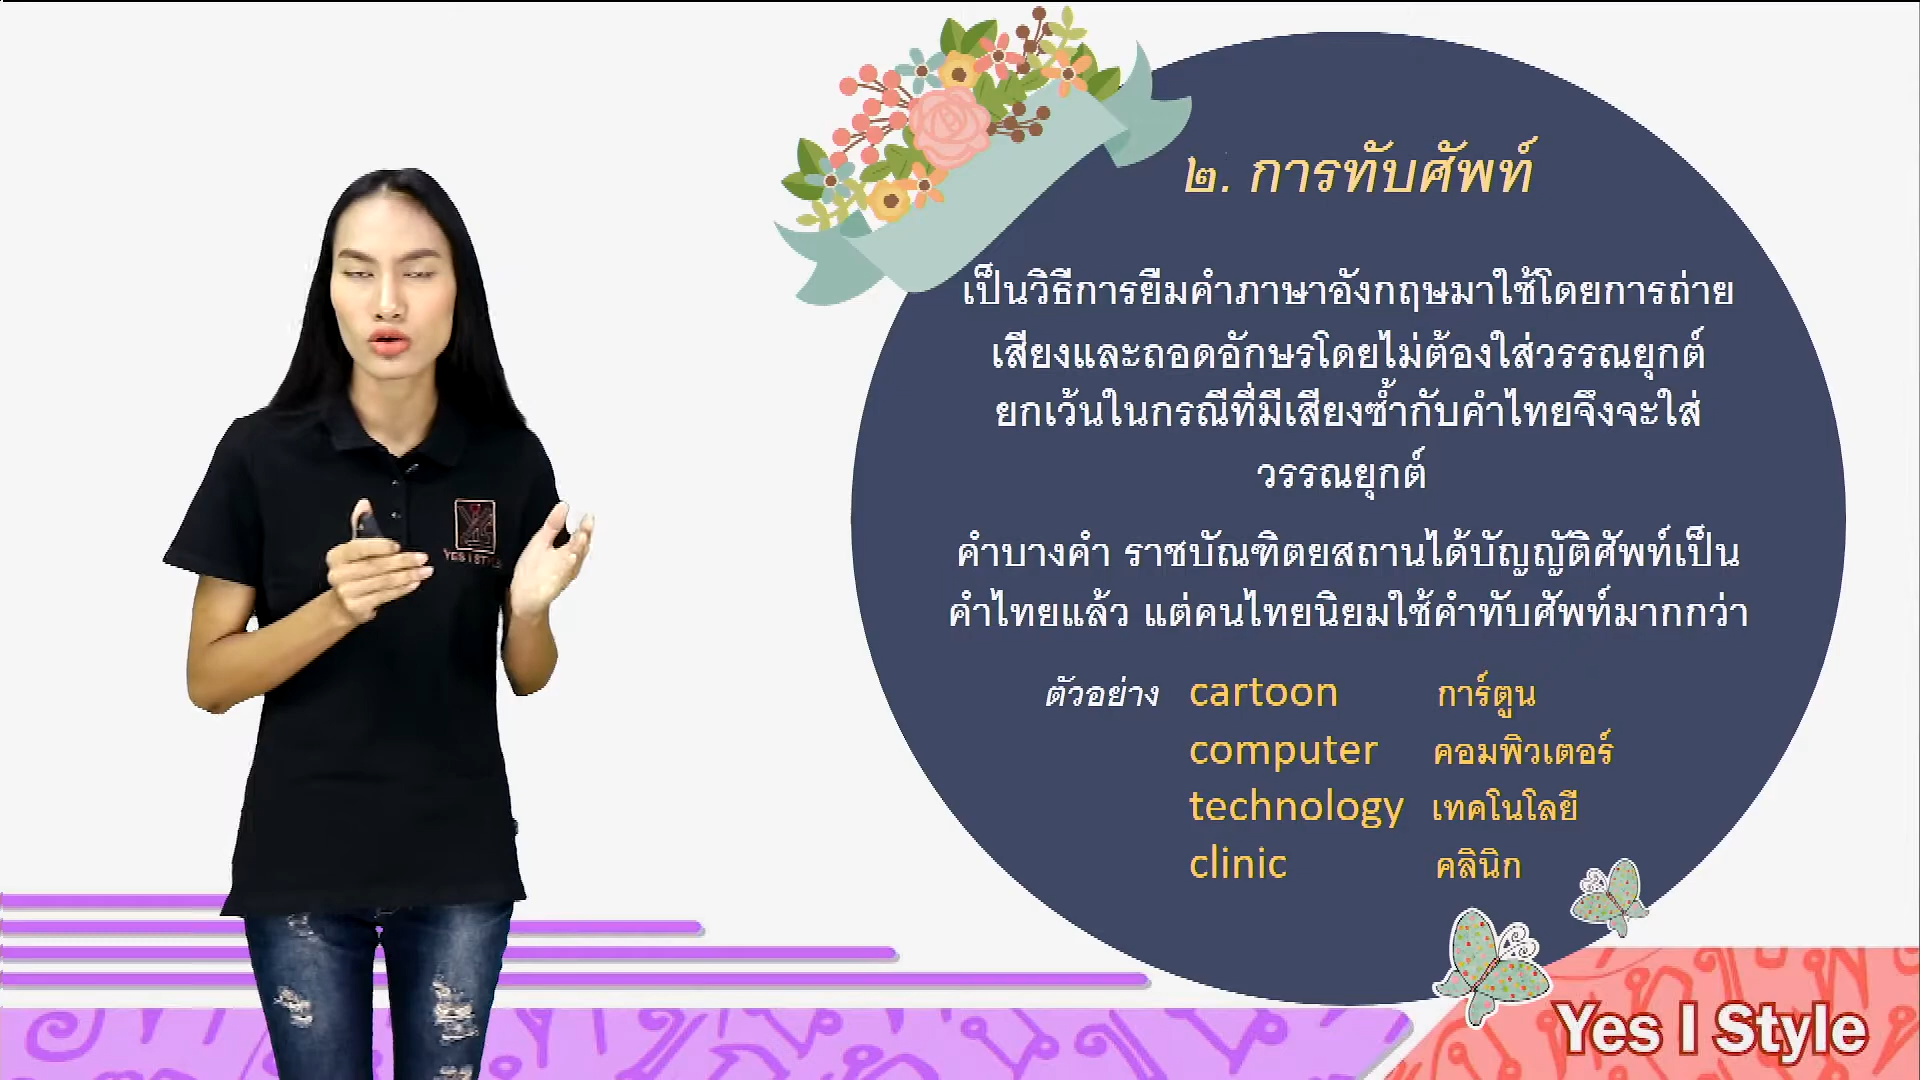 ๒. การทับศัพท์
เป็นวิธีการยืมคำภาษาอังกฤษมาใช้โดยการถ่าย
เสียงและถอดอักษรโดยไม่ต้องใส่วรรณยุกต์
ยกเว้นในกรณีที่มีเสียงซ้ำกับคำไทยจึงจะใส่
วรรณยุกต์
คำบางคำ ราชบัณฑิตยสถานได้บัญญัติศัพท์เป็น
คำไทยแล้ว แต่คนไทยนิยมใช้คำทับศัพท์มากกว่า
ตัวอย่าง cartoon การ์ตูน
computer คอมพิวเตอร์
technology เทคโนโลยี
clinic คลินิก
YES I STYLE
Yes I Style